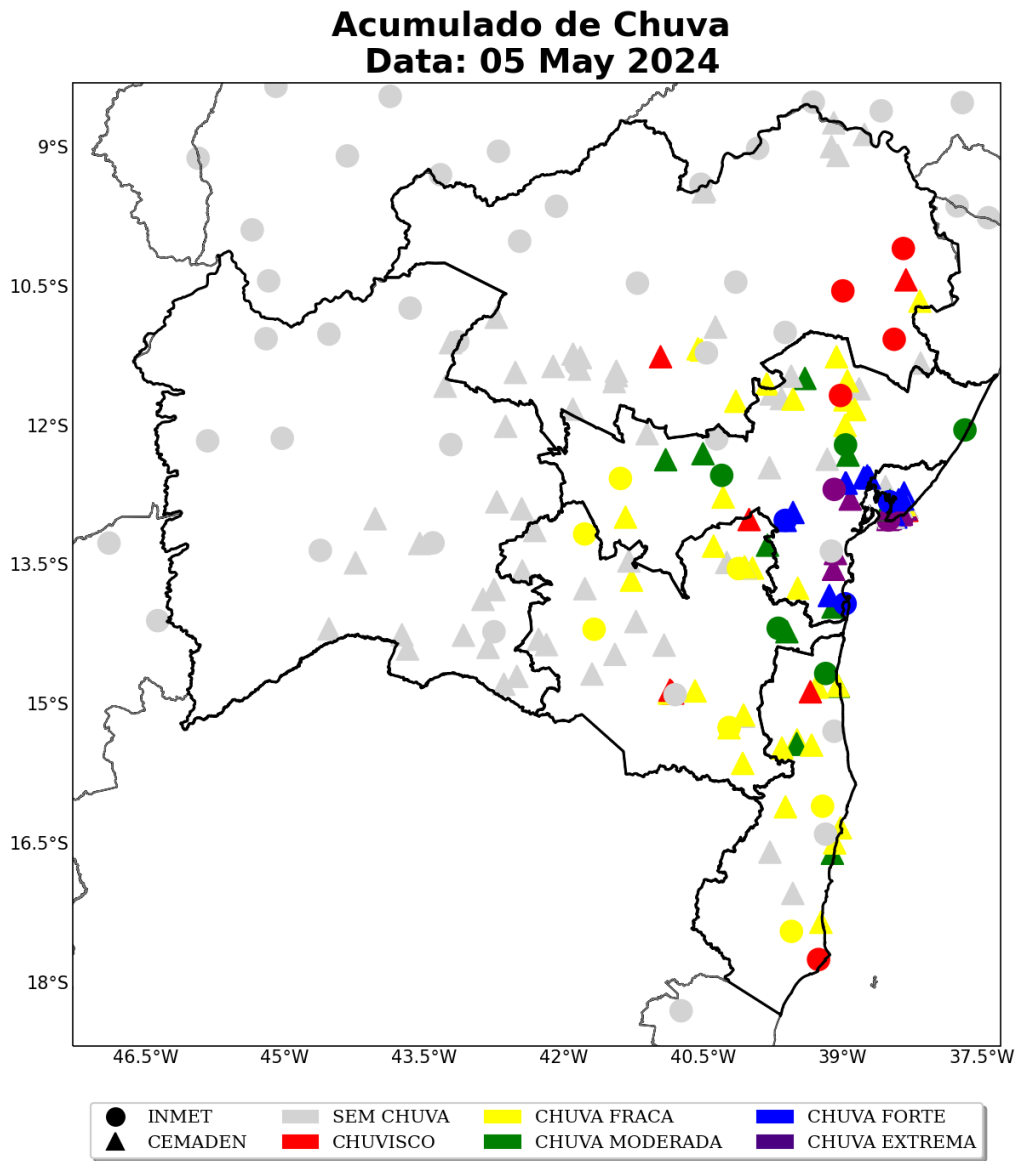 Acumulado de Chuva
Data: 05 May 2024
9°S
10.5°S
12°S
13.5°S
15°S
16.5°S
18°S
46.5°W 45°W 43.5°W 42°W 40.5°W 39°W 37.5°W
INMET SEM CHUVA CHUVA FRACA CHUVA FORTE
CEMADEN CHUVISCO CHUVA MODERADA CHUVA EXTREMA